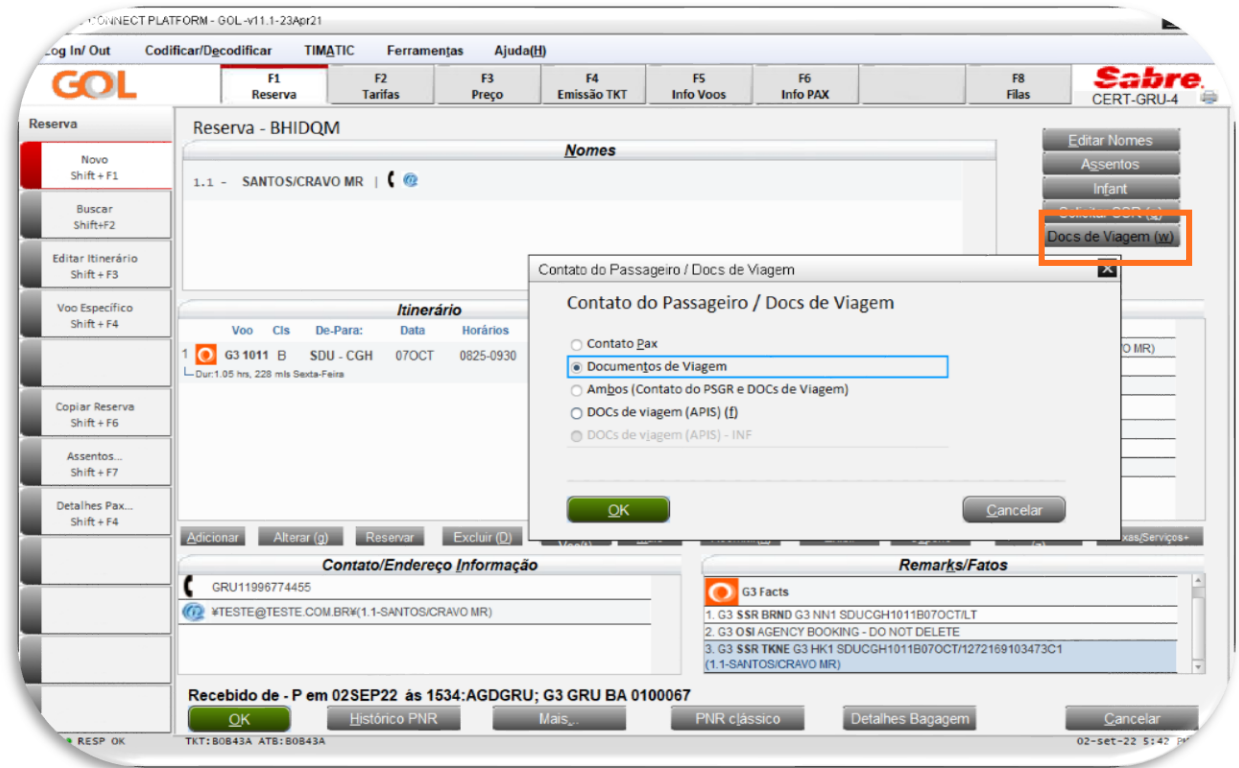 CONNECT PLATFORM - GOL -v11.1-23Apr21
Log In/ Out Codificar/Decodificar TIMATIC Ferramentas Ajuda(H)
GOL
F1 Reserva
F2 Tarifas
F3 Preço
F4 Emissão TKT
F5 Info Voos
F6 Info PAX
F8 Filas
Sabre.
CERT-GRU-4
Reserva
Novo
Shift + F1
Buscar
Shift+F2
Editar Itinerário
Shift + F3
Voo Específico
Shift + F4
Copiar Reserva
Shift + F6
Assentos...
Shift + F7
Detalhes Pax...
Shift + F4
Reserva - BHIDQM
Nomes
1.1 - SANTOS/CRAVO MR |
Editar Nomes
Assentos
Infant
Solicitar SSR (q)
Docs de Viagem (w)
Itinerário
Voo Cls De-Para: Data Horários
1 G3 1011 B SDU - CGH 07OCT 0825-0930
Dur:1.05 hrs, 228 mls Sexta-Feira
O MR)
Contato do Passageiro / Docs de Viagem
Contato do Passageiro / Docs de Viagem
Contato Pax
Documentos de Viagem
Ambos (Contato do PSGR e DOCs de Viagem)
DOCs de viagem (APIS) (f)
DOCs de viagem (APIS) - INF
OK Cancelar
Adicionar Alterar (g) Reservar Excluir (D) xas/Serviços+
Contato/Endereço Informação
GRU11996774455
¥TESTE@TESTE.COM.BR¥(1.1-SANTOS/CRAVO MR)
Remarks/Fatos
G3 Facts
1. G3 SSR BRND G3 NN1 SDUCGH1011B07OCT/LT
2. G3 OSI AGENCY BOOKING - DO NOT DELETE
3. G3 SSR TKNE G3 HK1 SDUCGH1011B07OCT/1272169103473C1
(1.1-SANTOS/CRAVO MR)
Recebido de - P em 02SEP22 às 1534:AGDGRU; G3 GRU BA 0100067
OK Histórico PNR Mais... PNR clássico Detalhes Bagagem Cancelar
RESP OK TKT:B0B43A ATB:B0B43A 02-set-22 5:42 PM